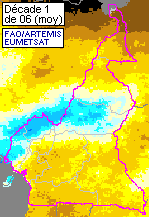 Décade 1
de 06 (moy)
FAO/ARTEMIS
EUMETSAT